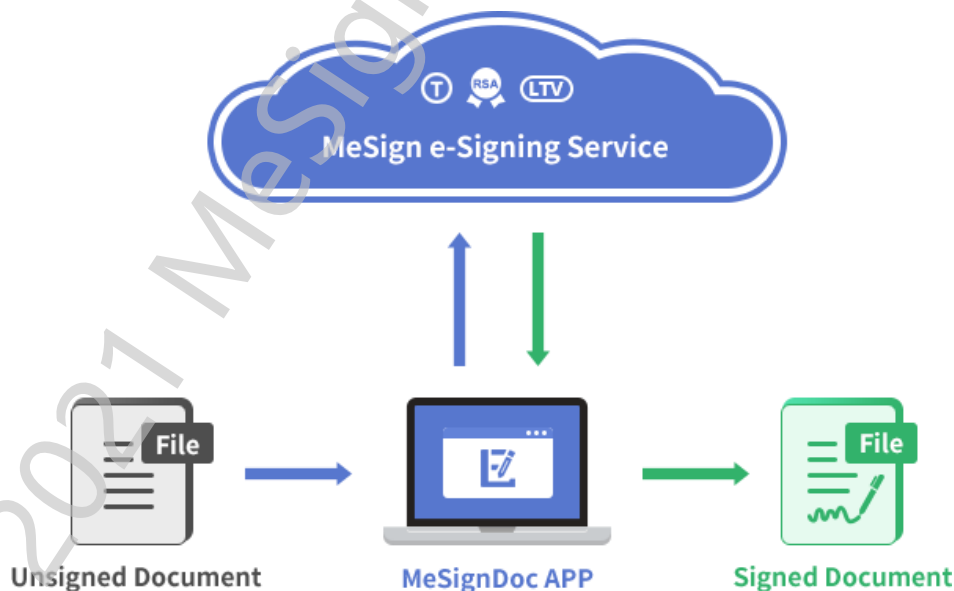 T RSA LTV
MeSign e-Signing Service
File
File
Unsigned Document
MeSignDoc APP
Signed Document
2021 MeSign